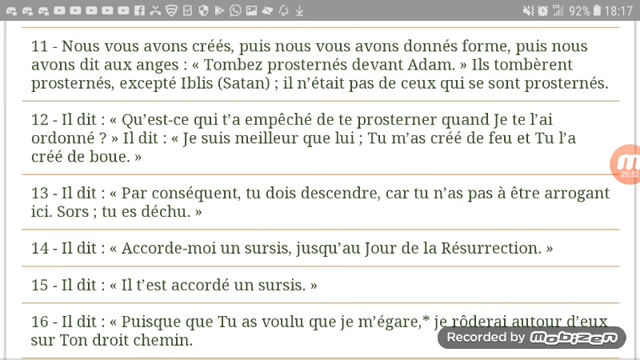 92% 18:17
11 - Nous vous avons créés, puis nous vous avons donnés forme, puis nous
avons dit aux anges : « Tombez prosternés devant Adam. » Ils tombèrent
prosternés, excepté Iblis (Satan) ; il n’était pas de ceux qui se sont prosternés.
12 - Il dit : « Qu’est-ce qui t’a empêché de te prosterner quand Je te l’ai
ordonné ? » Il dit : « Je suis meilleur que lui ; Tu m’as créé de feu et Tu l’a
créé de boue. »
13 - Il dit : « Par conséquent, tu dois descendre, car tu n’as pas à être arrogant
ici. Sors ; tu es déchu. »
14 - Il dit : « Accorde-moi un sursis, jusqu’au Jour de la Résurrection. »
15 - Il dit : « Il t’est accordé un sursis. »
16 - Il dit : « Puisque que Tu as voulu que je m’égare,* je rôderai autour d’eux
sur Ton droit chemin.
20:52
Recorded by mobizen